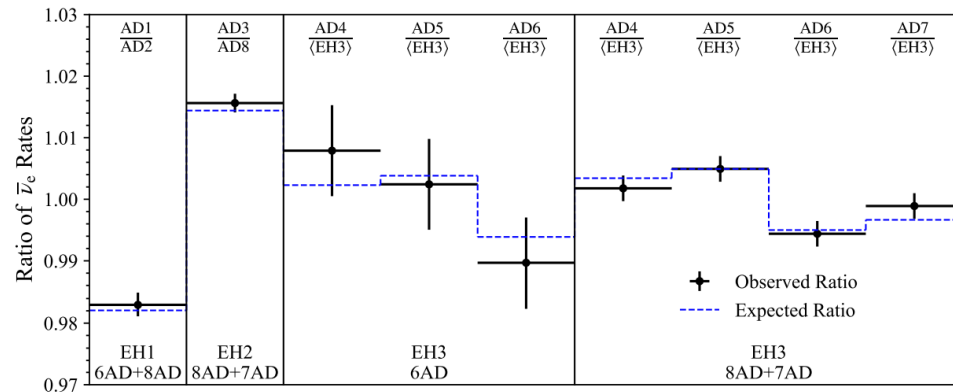 AD1/AD2 AD3/AD8 AD4/⟨EH3⟩ AD5/⟨EH3⟩ AD6/⟨EH3⟩ AD4/⟨EH3⟩ AD5/⟨EH3⟩ AD6/⟨EH3⟩ AD7/⟨EH3⟩
1.03
1.02
1.01
1.00
0.99
0.98
0.97
Ratio of ν̅e Rates
Observed Ratio
Expected Ratio
EH1 EH2 EH3 EH3
6AD+8AD 8AD+7AD 6AD 8AD+7AD